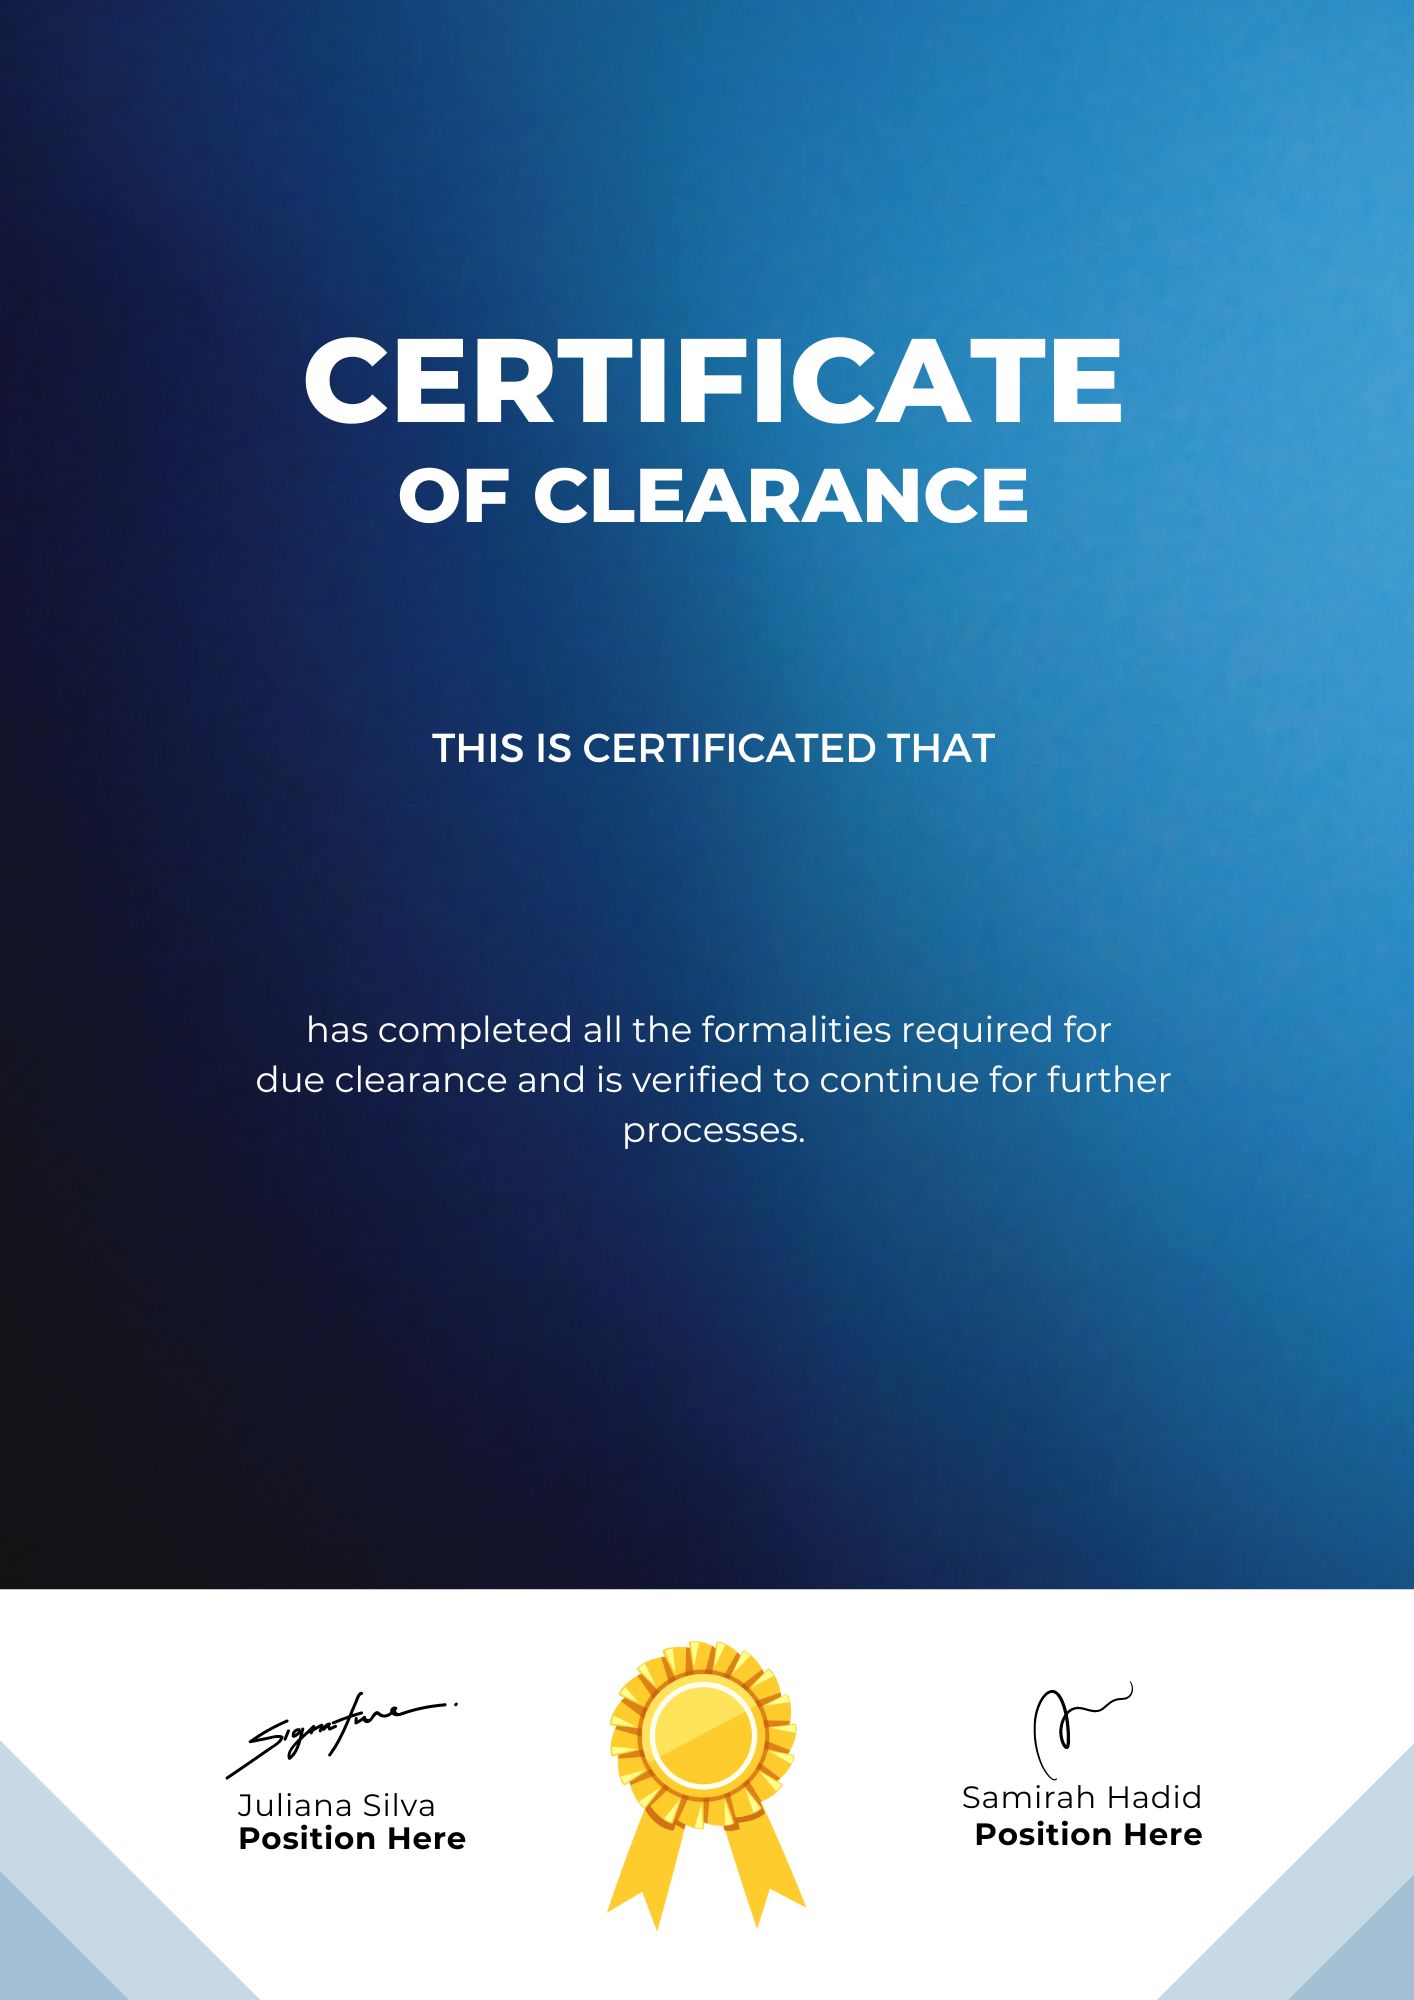 CERTIFICATE
OF CLEARANCE
THIS IS CERTIFICATED THAT
has completed all the formalities required for
due clearance and is verified to continue for further
processes.
Signature
Juliana Silva
Position Here
Samirah Hadid
Position Here